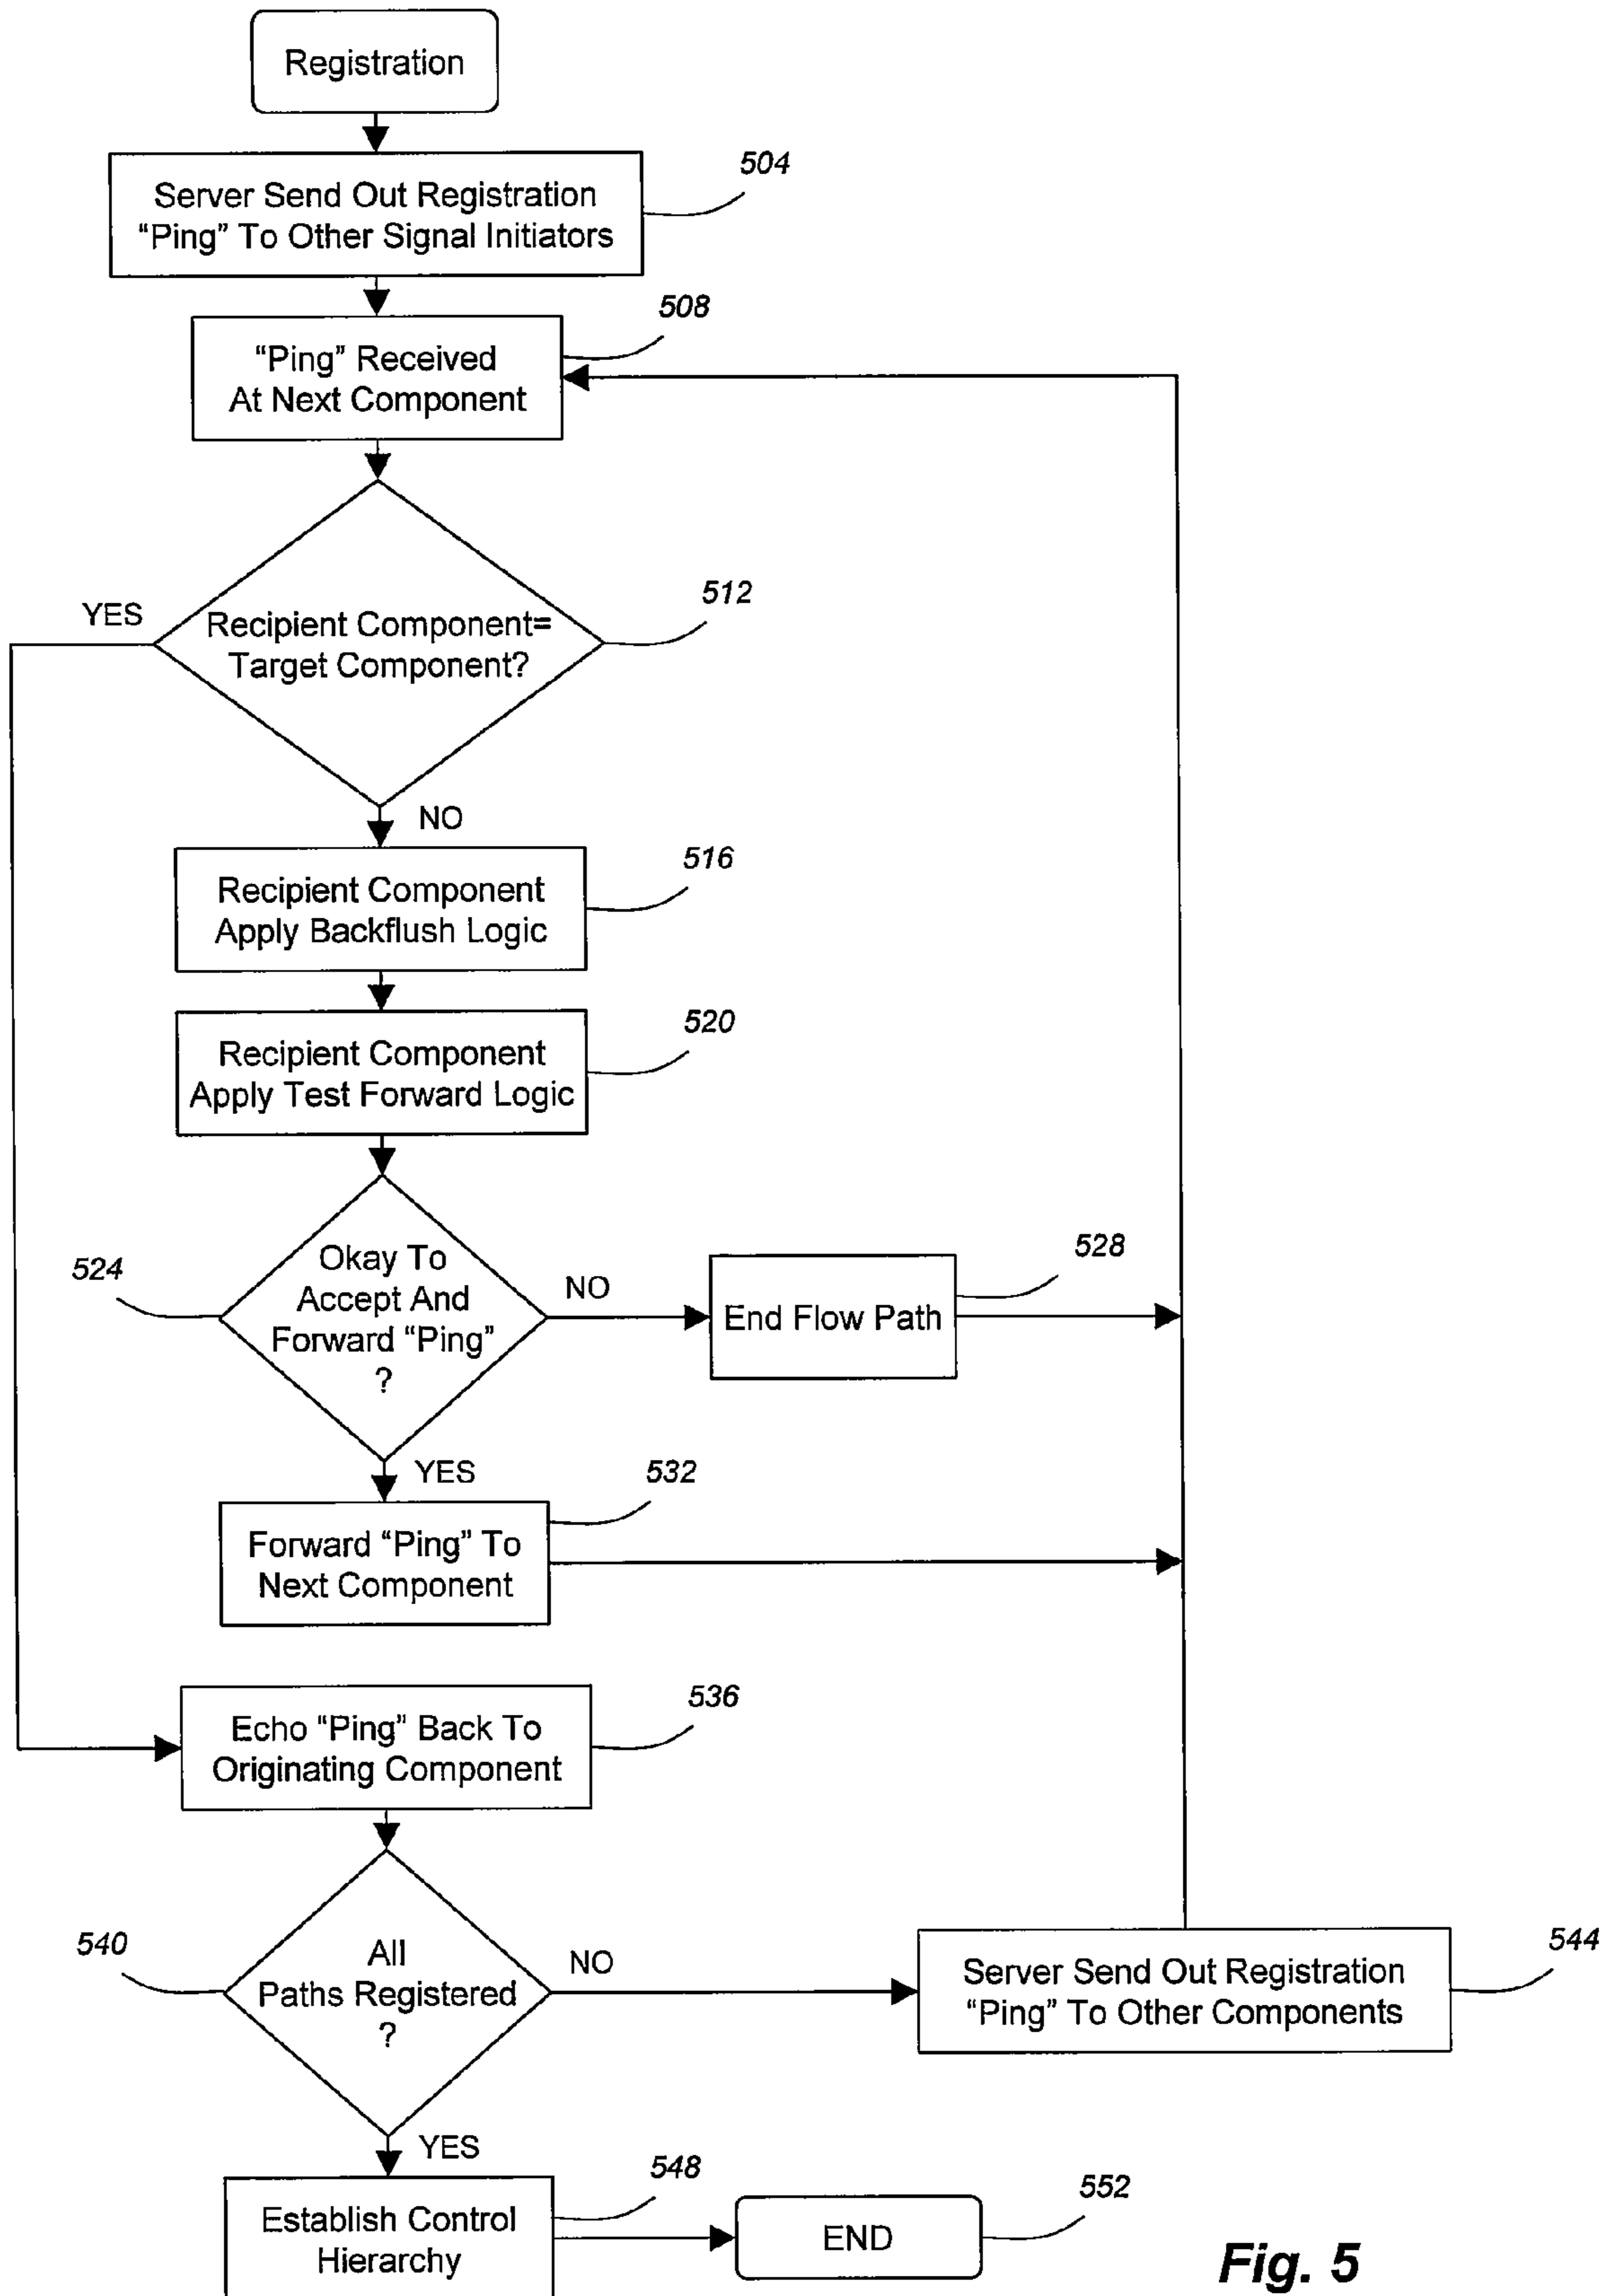 Registration
504
Server Send Out Registration
“Ping” To Other Signal Initiators
508
“Ping” Received
At Next Component
512
YES
Recipient Component=
Target Component?
NO
516
Recipient Component
Apply Backflush Logic
520
Recipient Component
Apply Test Forward Logic
524
Okay To
Accept And
Forward “Ping”
?
NO
528
End Flow Path
YES
532
Forward “Ping” To
Next Component
536
Echo “Ping” Back To
Originating Component
540
All
Paths Registered
?
NO
544
Server Send Out Registration
“Ping” To Other Components
YES
548
Establish Control
Hierarchy
552
END
Fig. 5